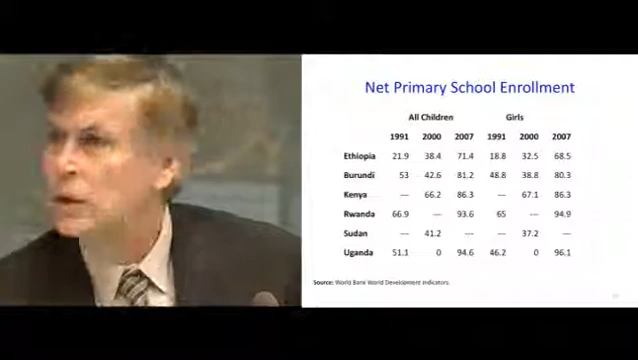 Net Primary School Enrollment
All Children Girls
1991 2000 2007 1991 2000 2007
Ethiopia 21.9 38.4 71.4 18.8 32.5 68.5
Burundi 53 42.6 81.2 48.8 38.8 80.3
Kenya --- 66.2 86.3 --- 67.1 86.3
Rwanda 66.9 --- 93.6 65 --- 94.9
Sudan --- 41.2 --- --- 37.2 ---
Uganda 51.1 0 94.6 46.2 0 96.1
Source: World Bank World Development Indicators.